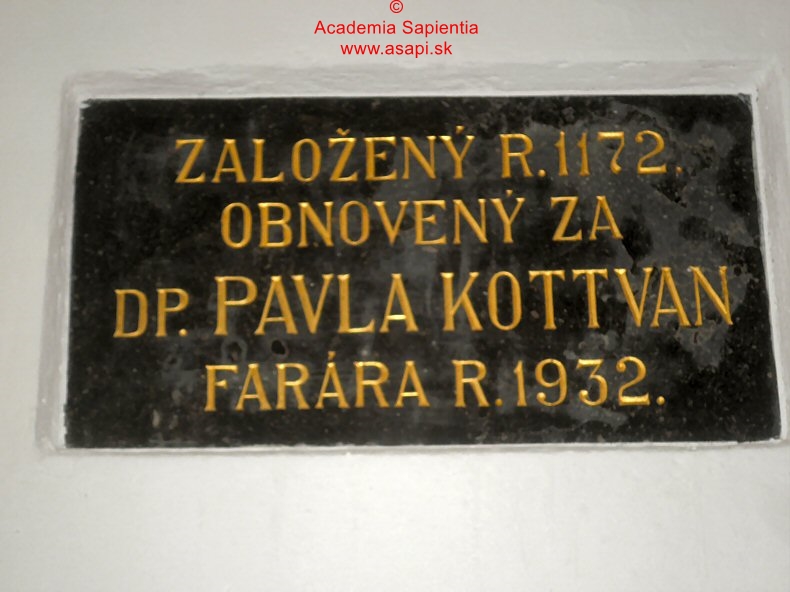 ©
Academia Sapientia
www.asapi.sk
ZALOŽENÝ R.1172.
OBNOVENÝ ZA
DP. PAVLA KOTTVAN
FARÁRA R.1932.